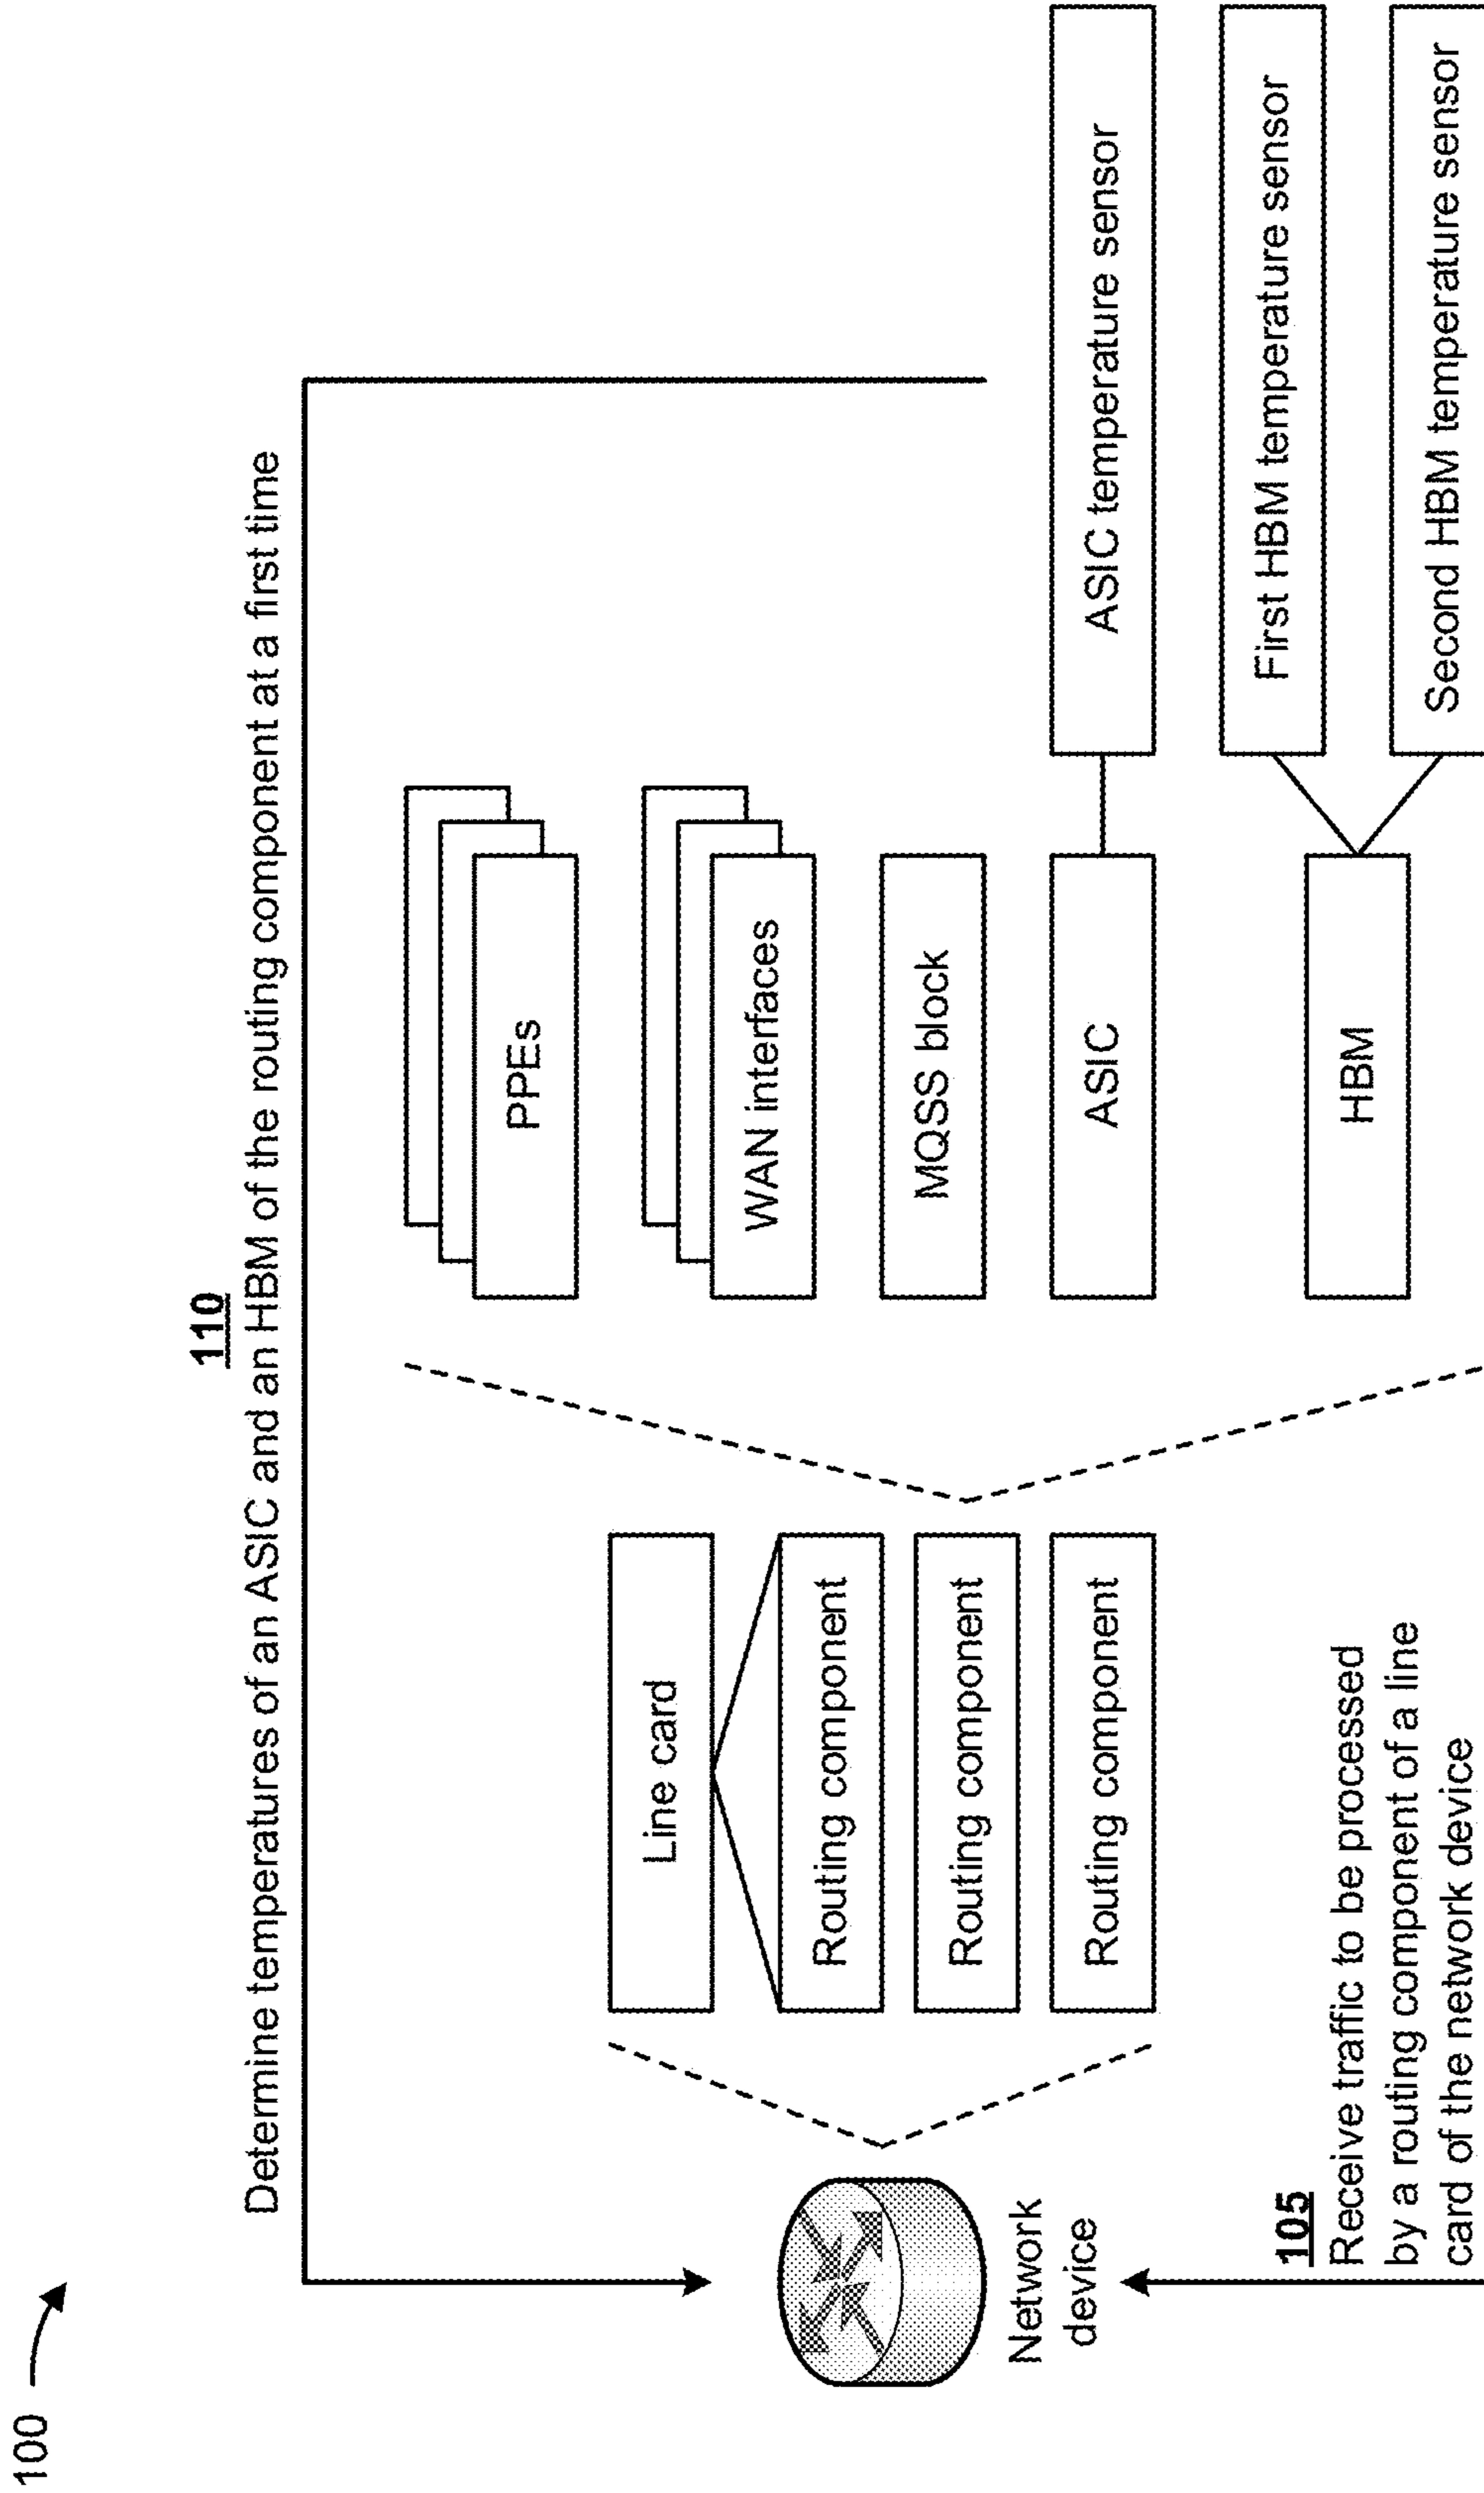 100
110
Determine temperatures of an ASIC and an HBM of the routing component at a first time
PPEs
WAN interfaces
MQSS block
ASIC
HBM
ASIC temperature sensor
First HBM temperature sensor
Second HBM temperature sensor
Line card
Routing component
Routing component
Routing component
Network
device
105
Receive traffic to be processed
by a routing component of a line
card of the network device